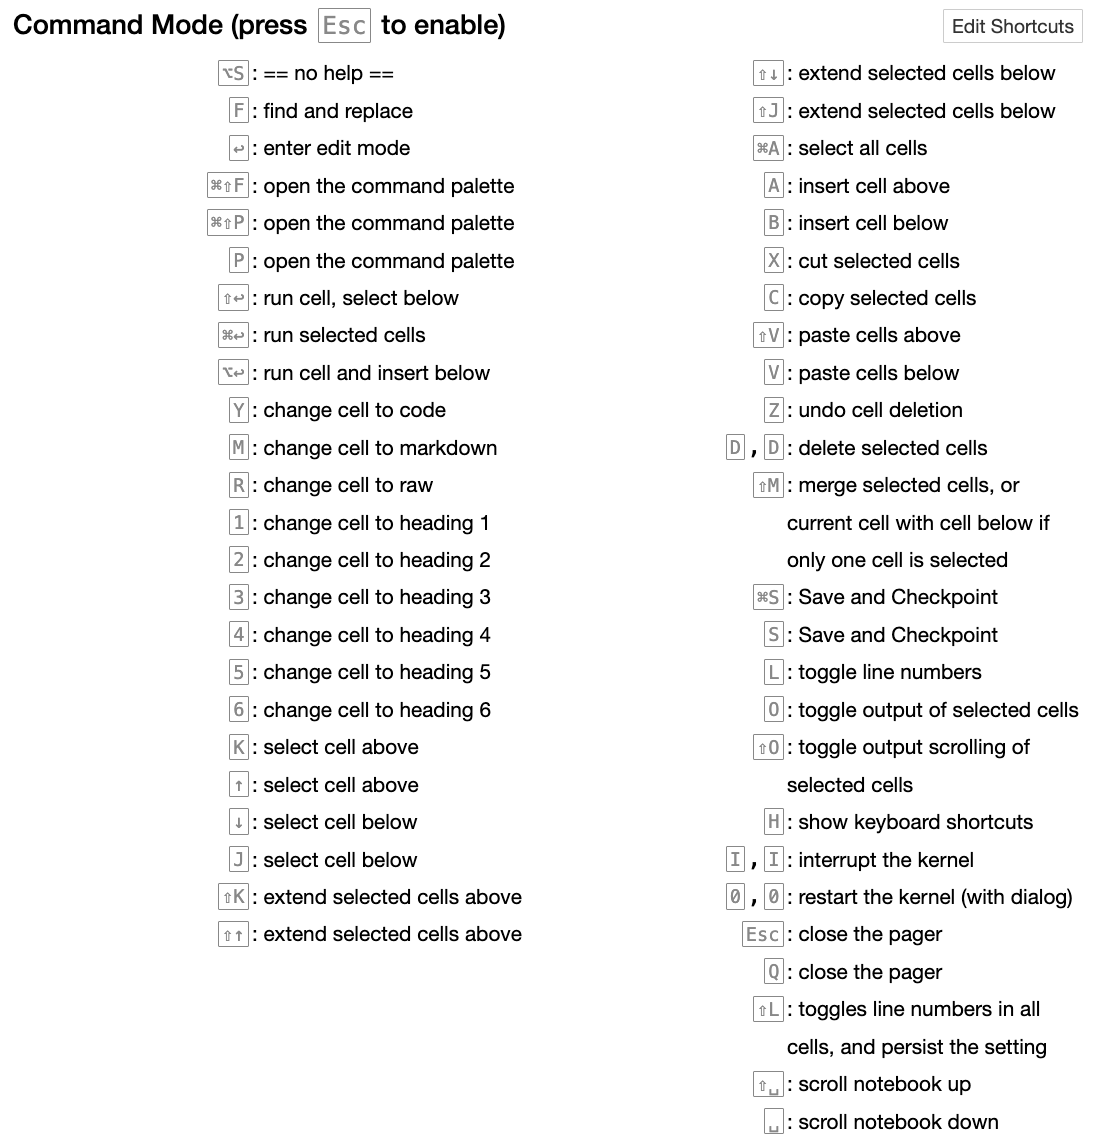 Command Mode (press Esc to enable)
Edit Shortcuts
⌥S : == no help ==
F : find and replace
↩ : enter edit mode
⌘⇧F : open the command palette
⌘⇧P : open the command palette
P : open the command palette
⇧↩ : run cell, select below
⌘↩ : run selected cells
⌥↩ : run cell and insert below
Y : change cell to code
M : change cell to markdown
R : change cell to raw
1 : change cell to heading 1
2 : change cell to heading 2
3 : change cell to heading 3
4 : change cell to heading 4
5 : change cell to heading 5
6 : change cell to heading 6
K : select cell above
↑ : select cell above
↓ : select cell below
J : select cell below
⇧K : extend selected cells above
⇧↑ : extend selected cells above
⇧↓ : extend selected cells below
⇧J : extend selected cells below
⌘A : select all cells
A : insert cell above
B : insert cell below
X : cut selected cells
C : copy selected cells
⇧V : paste cells above
V : paste cells below
Z : undo cell deletion
D , D : delete selected cells
⇧M : merge selected cells, or
current cell with cell below if
only one cell is selected
⌘S : Save and Checkpoint
S : Save and Checkpoint
L : toggle line numbers
O : toggle output of selected cells
⇧O : toggle output scrolling of
selected cells
H : show keyboard shortcuts
I , I : interrupt the kernel
0 , 0 : restart the kernel (with dialog)
Esc : close the pager
Q : close the pager
⇧L : toggles line numbers in all
cells, and persist the setting
⇧␣ : scroll notebook up
␣ : scroll notebook down